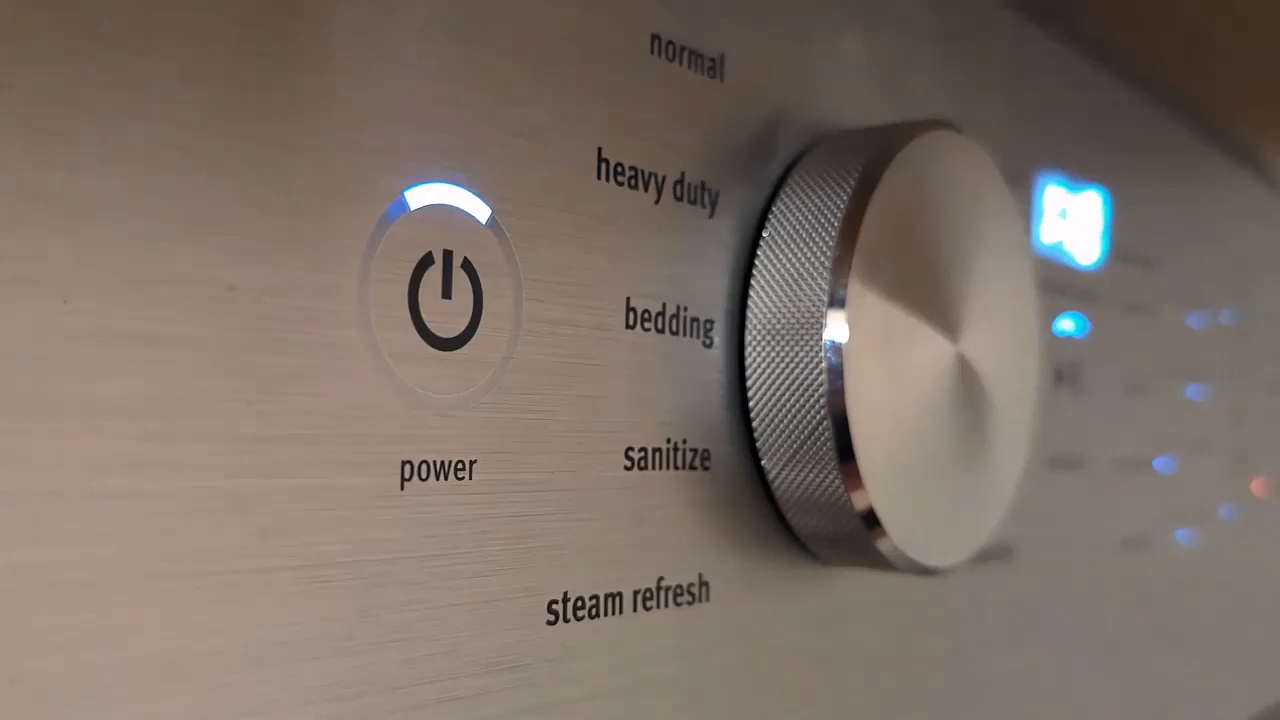 normal
heavy duty
bedding
sanitize
steam refresh
power